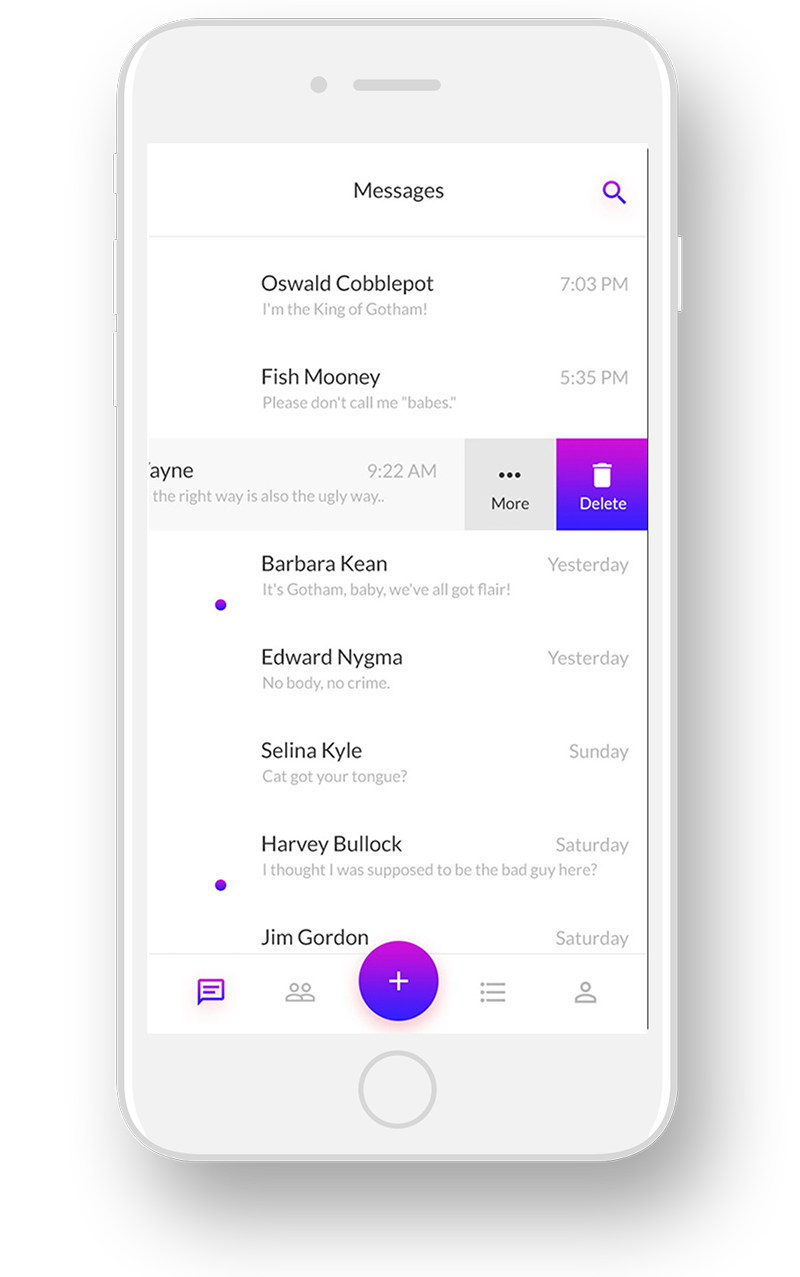 Messages
Oswald Cobblepot 7:03 PM
I'm the King of Gotham!
Fish Mooney 5:35 PM
Please don't call me "babes."
ayne 9:22 AM
the right way is also the ugly way..
More Delete
Barbara Kean Yesterday
It's Gotham, baby, we've all got flair!
Edward Nygma Yesterday
No body, no crime.
Selina Kyle Sunday
Cat got your tongue?
Harvey Bullock Saturday
I thought I was supposed to be the bad guy here?
Jim Gordon Saturday